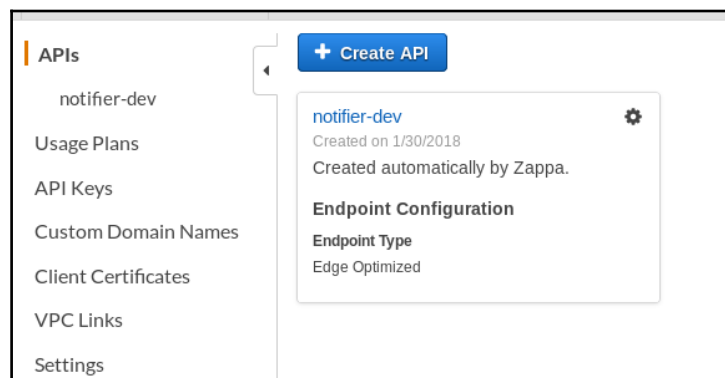 APIs
notifier-dev
Usage Plans
API Keys
Custom Domain Names
Client Certificates
VPC Links
Settings
Create API
notifier-dev
Created on 1/30/2018
Created automatically by Zappa.
Endpoint Configuration
Endpoint Type
Edge Optimized